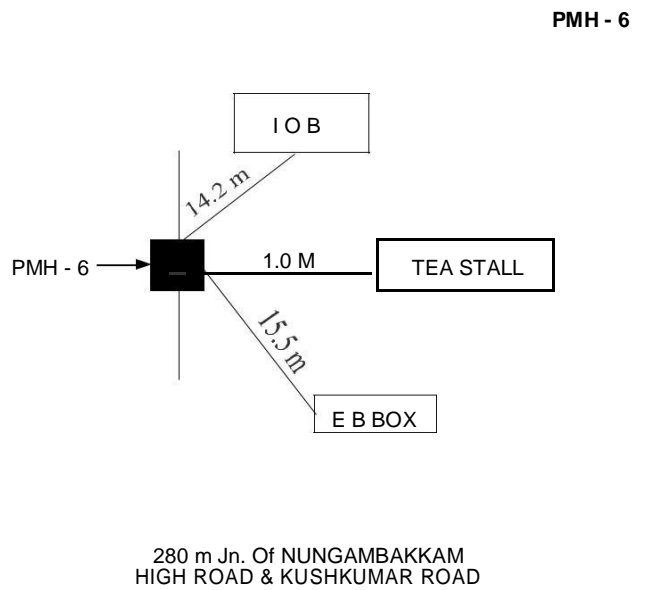 PMH - 6
I O B
14.2 m
PMH - 6
1.0 M
TEA STALL
15.5 m
E B BOX
280 m Jn. Of NUNGAMBAKKAM
HIGH ROAD & KUSHKUMAR ROAD